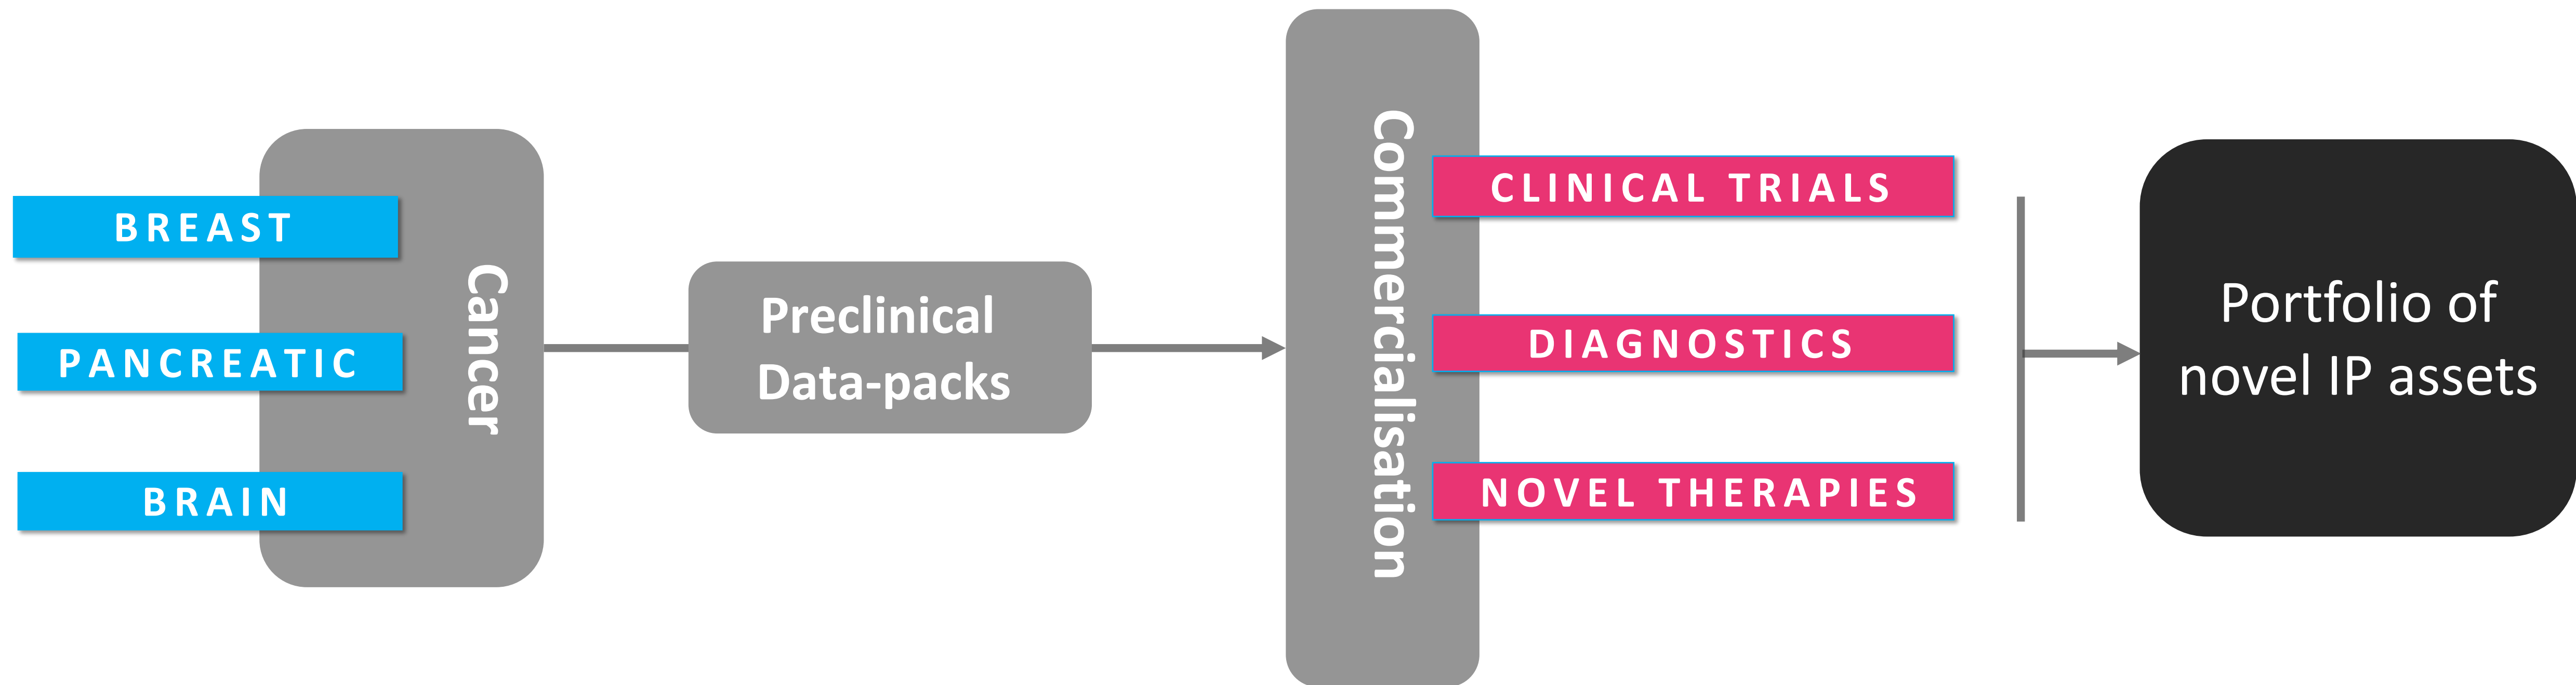 BREAST
PANCREATIC
BRAIN
Cancer
Preclinical
Data-packs
Commercialisation
CLINICAL TRIALS
DIAGNOSTICS
NOVEL THERAPIES
Portfolio of
novel IP assets